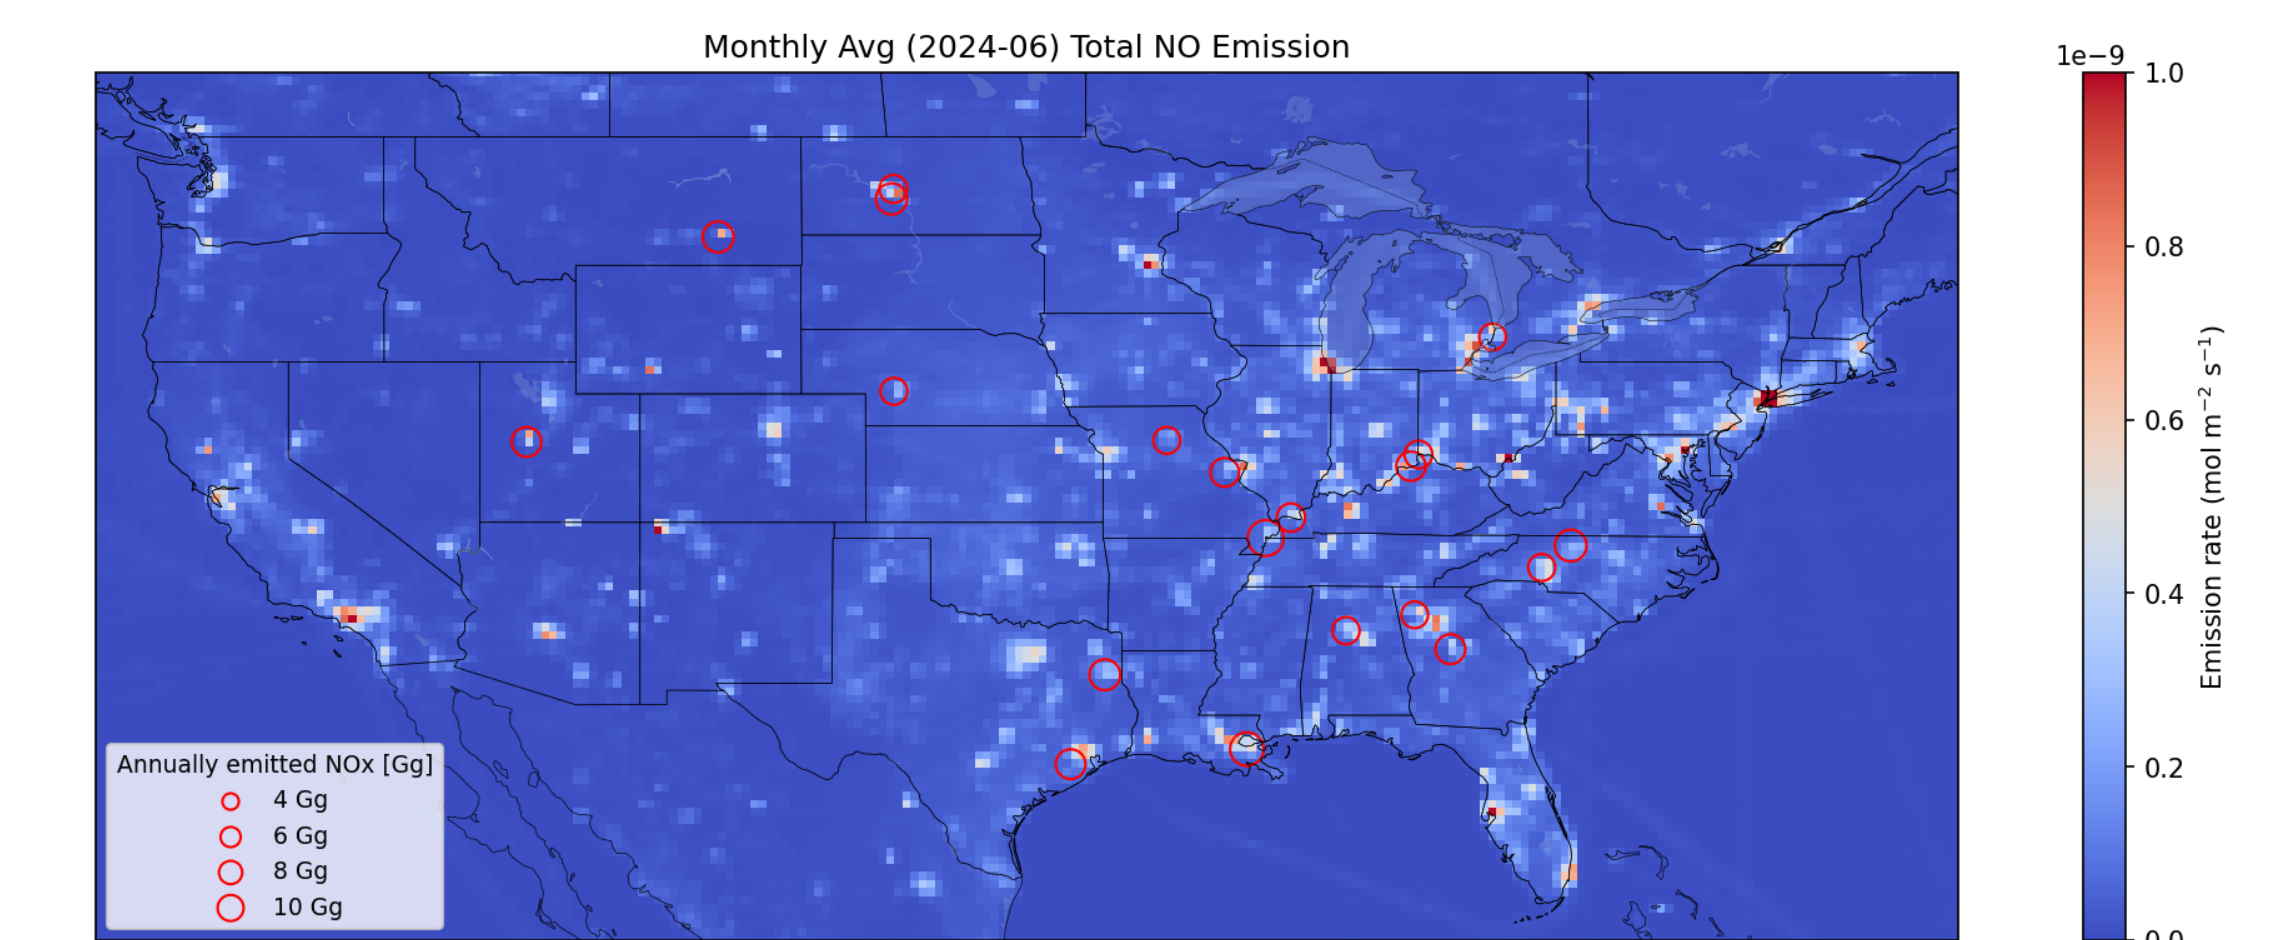 Monthly Avg (2024-06) Total NO Emission
1e−9
1.0
0.8
0.6
0.4
0.2
0.0
Emission rate (mol m−2 s−1)
Annually emitted NOx [Gg]
4 Gg
6 Gg
8 Gg
10 Gg